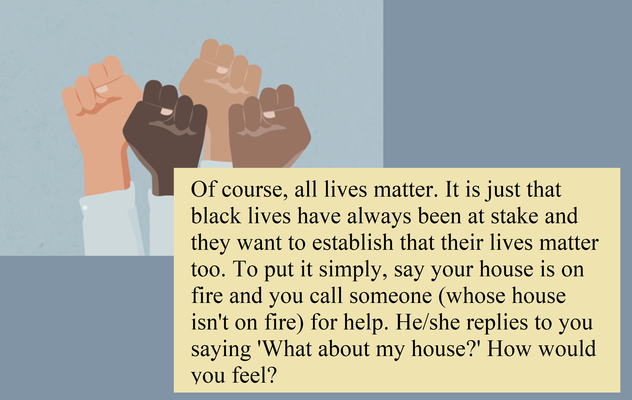 Of course, all lives matter. It is just that
black lives have always been at stake and
they want to establish that their lives matter
too. To put it simply, say your house is on
fire and you call someone (whose house
isn't on fire) for help. He/she replies to you
saying 'What about my house?' How would
you feel?